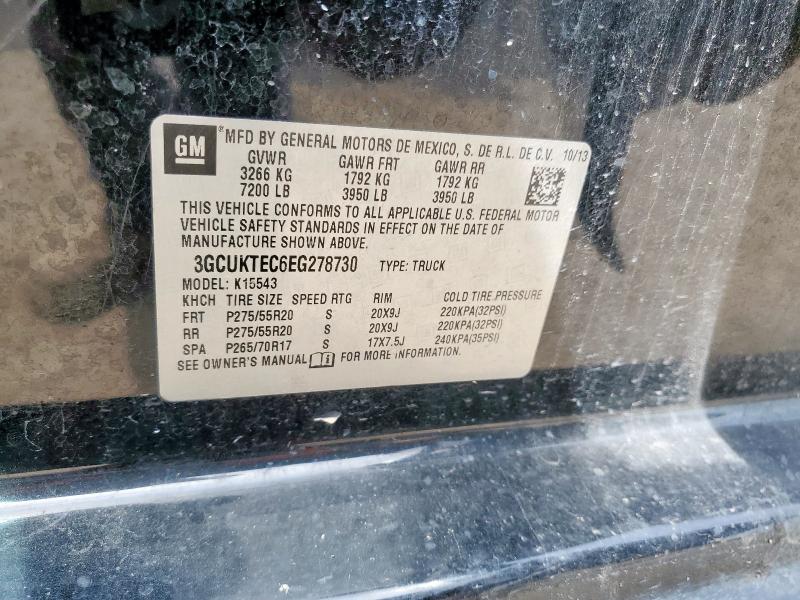 GM ®MFD BY GENERAL MOTORS DE MEXICO, S. DE R.L. DE C.V. 10/13
GVWR GAWR FRT GAWR RR
3266 KG 1792 KG 1792 KG
7200 LB 3950 LB 3950 LB
THIS VEHICLE CONFORMS TO ALL APPLICABLE U.S. FEDERAL MOTOR
VEHICLE SAFETY STANDARDS IN EFFECT ON THE DATE OF
MANUFACTURE SHOWN ABOVE.
3GCUKTEC6EG278730 TYPE: TRUCK
MODEL: K15543
KHCH TIRE SIZE SPEED RTG RIM COLD TIRE PRESSURE
FRT P275/55R20 S 20X9J 220KPA(32PSI)
RR P275/55R20 S 20X9J 220KPA(32PSI)
SPA P265/70R17 S 17X7.5J 240KPA(35PSI)
SEE OWNER'S MANUAL FOR MORE INFORMATION.